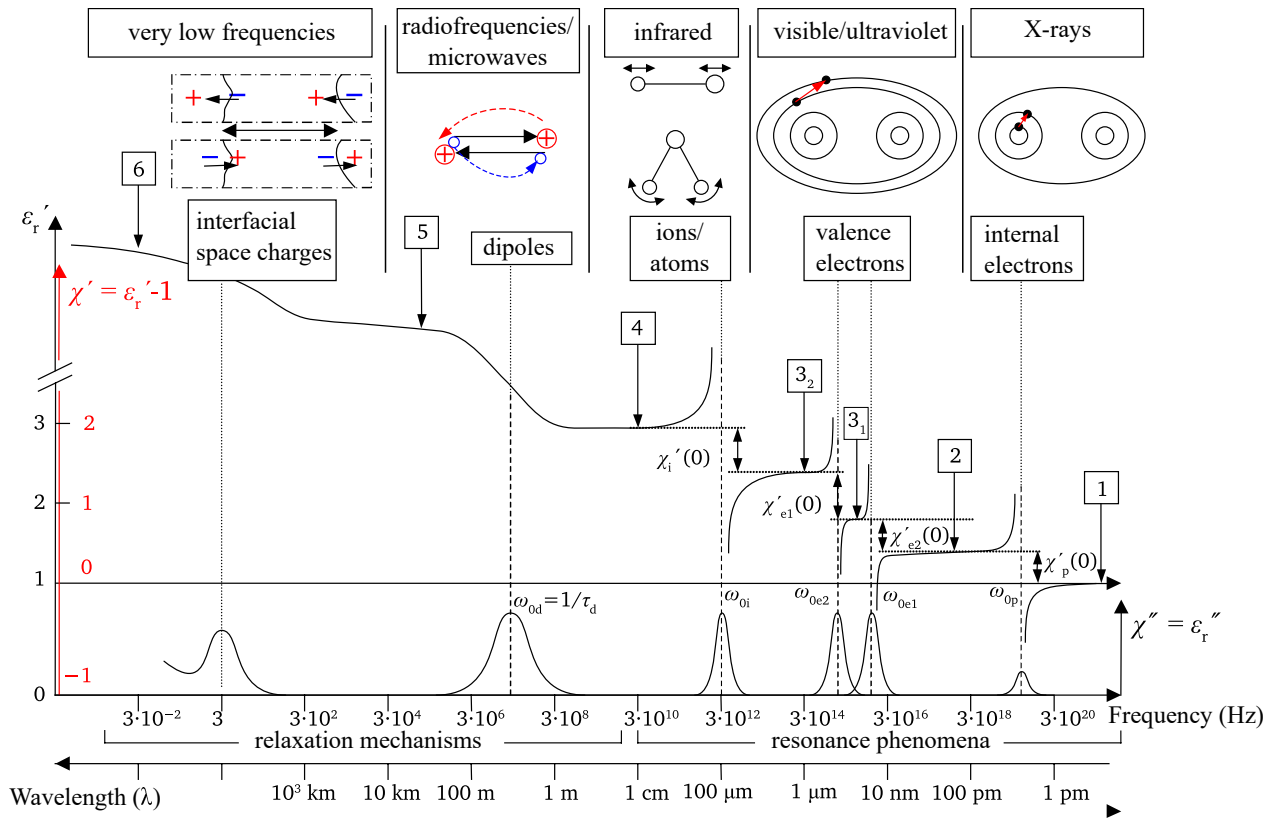 very low frequencies
radiofrequencies/
microwaves
infrared
visible/ultraviolet
X-rays
+ − + −
− + − +
+
+
6
5
4
3₂
3₁
2
1
interfacial
space charges
dipoles
ions/
atoms
valence
electrons
internal
electrons
εᵣ′
χ′ = εᵣ′-1
3
2
1
0
2
1
0
−1
χᵢ′(0)
χ′ₑ₁(0)
χ′ₑ₂(0)
χ′ₚ(0)
ω₀d=1/τd
ω₀ᵢ
ω₀ₑ₂
ω₀ₑ₁
ω₀ₚ
χ″ = εᵣ″
3·10⁻² 3 3·10² 3·10⁴ 3·10⁶ 3·10⁸ 3·10¹⁰ 3·10¹² 3·10¹⁴ 3·10¹⁶ 3·10¹⁸ 3·10²⁰ Frequency (Hz)
relaxation mechanisms
resonance phenomena
Wavelength (λ) 10³ km 10 km 100 m 1 m 1 cm 100 μm 1 μm 10 nm 100 pm 1 pm